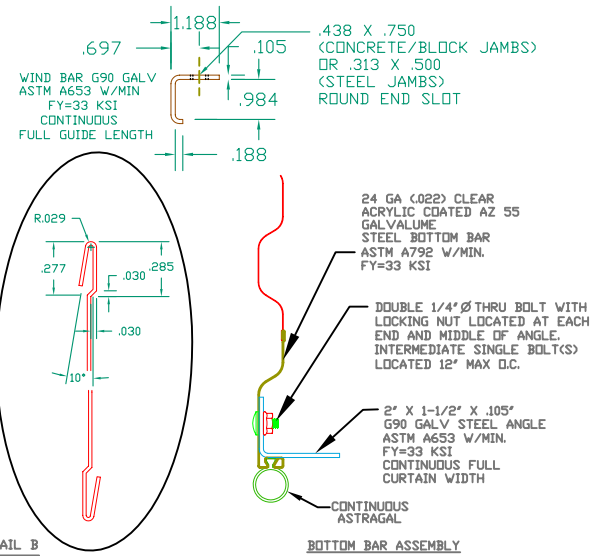 1.188
.697
.105
.438 X .750
(CONCRETE/BLOCK JAMBS)
OR .313 X .500
(STEEL JAMBS)
ROUND END SLOT
WIND BAR G90 GALV
ASTM A653 W/MIN
FY=33 KSI
CONTINUOUS
FULL GUIDE LENGTH
.984
.188
R.029
.277
.030
.285
.030
10°
24 GA (.022) CLEAR
ACRYLIC COATED AZ 55
GALVALUME
STEEL BOTTOM BAR
ASTM A792 W/MIN.
FY=33 KSI
DOUBLE 1/4" Ø THRU BOLT WITH
LOCKING NUT LOCATED AT EACH
END AND MIDDLE OF ANGLE.
INTERMEDIATE SINGLE BOLT(S)
LOCATED 12" MAX O.C.
2" X 1-1/2" X .105"
G90 GALV STEEL ANGLE
ASTM A653 W/MIN.
FY=33 KSI
CONTINUOUS FULL
CURTAIN WIDTH
CONTINUOUS
ASTRAGAL
AIL B
BOTTOM BAR ASSEMBLY